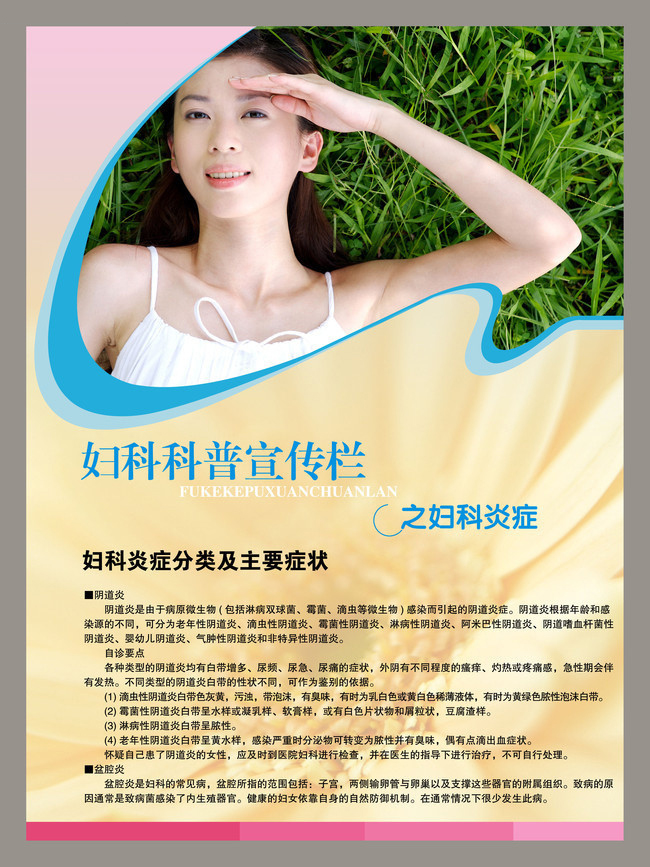 妇科科普宣传栏
FUKEKEPUXUANCHUANLAN
之妇科炎症
妇科炎症分类及主要症状
■阴道炎
阴道炎是由于病原微生物(包括淋病双球菌、霉菌、滴虫等微生物)感染而引起的阴道炎症。阴道炎根据年龄和感
染源的不同，可分为老年性阴道炎、滴虫性阴道炎、霉菌性阴道炎、淋病性阴道炎、阿米巴性阴道炎、阴道嗜血杆菌性
阴道炎、婴幼儿阴道炎、气肿性阴道炎和非特异性阴道炎。
自诊要点
各种类型的阴道炎均有白带增多、尿频、尿急、尿痛的症状，外阴有不同程度的瘙痒、灼热或疼痛感，急性期会伴
有发热。不同类型的阴道炎白带的性状不同，可作为鉴别的依据。
(1) 滴虫性阴道炎白带色灰黄，污浊，带泡沫，有臭味，有时为乳白色或黄白色稀薄液体，有时为黄绿色脓性泡沫白带。
(2) 霉菌性阴道炎白带呈水样或凝乳样、软膏样，或有白色片状物和屑粒状，豆腐渣样。
(3) 淋病性阴道炎白带呈脓性。
(4) 老年性阴道炎白带呈黄水样，感染严重时分泌物可转变为脓性并有臭味，偶有点滴出血症状。
怀疑自己患了阴道炎的女性，应及时到医院妇科进行检查，并在医生的指导下进行治疗，不可自行处理。
■盆腔炎
盆腔炎是妇科的常见病，盆腔所指的范围包括：子宫，两侧输卵管与卵巢以及支撑这些器官的附属组织。致病的原
因通常是致病菌感染了内生殖器官。健康的妇女依靠自身的自然防御机制。在通常情况下很少发生此病。